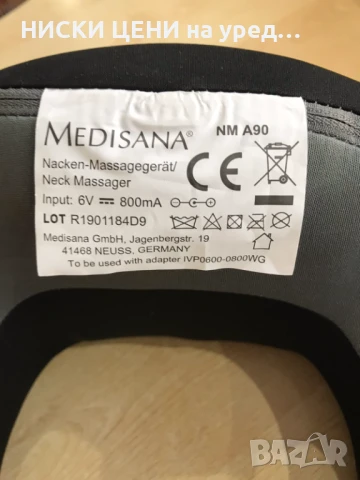 НИСКИ ЦЕНИ на уред...
MEDISANA® NM A90
Nacken-Massagegerät/
Neck Massager
Input: 6V ⎓ 800mA
LOT R1901184D9
Medisana GmbH, Jagenbergstr. 19
41468 NEUSS, GERMANY
To be used with adapter IVP0600-0800WG
BAZAR